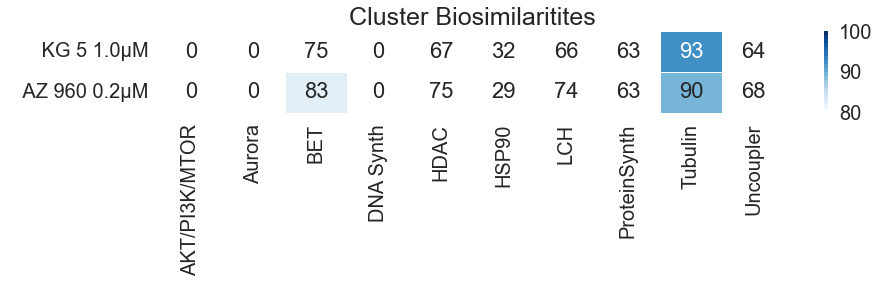 Cluster Biosimilaritites
KG 5 1.0µM 0 0 75 0 67 32 66 63 93 64
AZ 960 0.2µM 0 0 83 0 75 29 74 63 90 68
AKT/PI3K/MTOR
Aurora
BET
DNA Synth
HDAC
HSP90
LCH
ProteinSynth
Tubulin
Uncoupler
100
90
80